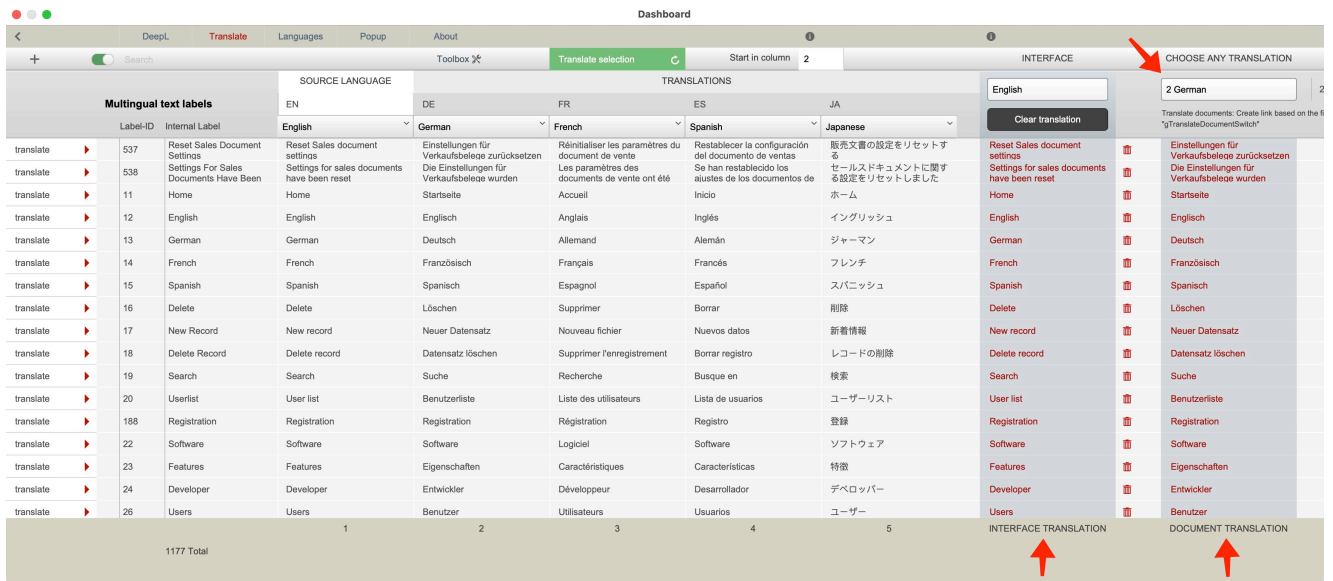 Dashboard
DeepL Translate Languages Popup About
+ Search Toolbox Translate selection Start in column 2 INTERFACE CHOOSE ANY TRANSLATION
SOURCE LANGUAGE TRANSLATIONS
English 2 German 2
Multingual text labels EN DE FR ES JA
Clear translation Translate documents: Create link based on the fi
"gTranslateDocumentSwitch"
Label-ID Internal Label English German French Spanish Japanese
translate 537 Reset Sales Document Reset Sales document Einstellungen für Réinitialiser les paramètres du Restablecer la configuración 販売文書の設定をリセットす Reset Sales document Einstellungen für
Settings settings Verkaufsbelege zurücksetzen document de vente del documento de ventas る settings Verkaufsbelege zurücksetzen
translate 538 Settings For Sales Settings for sales documents Die Einstellungen für Les paramètres des Se han restablecido los セールスドキュメントに関す Settings for sales documents Die Einstellungen für
Documents Have Been have been reset Verkaufsbelege wurden documents de vente ont été ajustes de los documentos de る設定をリセットしました have been reset Verkaufsbelege wurden
translate 11 Home Home Startseite Accueil Inicio ホーム Home Startseite
translate 12 English English Englisch Anglais Inglés イングリッシュ English Englisch
translate 13 German German Deutsch Allemand Alemán ジャーマン German Deutsch
translate 14 French French Französisch Français Francés フレンチ French Französisch
translate 15 Spanish Spanish Spanisch Espagnol Español スパニッシュ Spanish Spanisch
translate 16 Delete Delete Löschen Supprimer Borrar 削除 Delete Löschen
translate 17 New Record New record Neuer Datensatz Nouveau fichier Nuevos datos 新着情報 New record Neuer Datensatz
translate 18 Delete Record Delete record Datensatz löschen Supprimer l'enregistrement Borrar registro レコードの削除 Delete record Datensatz löschen
translate 19 Search Search Suche Recherche Busque en 検索 Search Suche
translate 20 Userlist User list Benutzerliste Liste des utilisateurs Lista de usuarios ユーザーリスト User list Benutzerliste
translate 188 Registration Registration Registration Régistration Registro 登録 Registration Registration
translate 22 Software Software Software Logiciel Software ソフトウェア Software Software
translate 23 Features Features Eigenschaften Caractéristiques Características 特徴 Features Eigenschaften
translate 24 Developer Developer Entwickler Développeur Desarrollador デベロッパー Developer Entwickler
translate 26 Users Users Benutzer Utilisateurs Usuarios ユーザー Users Benutzer
1 2 3 4 5 INTERFACE TRANSLATION DOCUMENT TRANSLATION
1177 Total